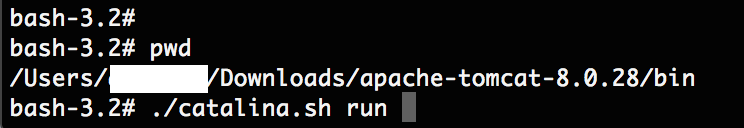 bash-3.2#
bash-3.2# pwd
/Users/ /Downloads/apache-tomcat-8.0.28/bin
bash-3.2# ./catalina.sh run